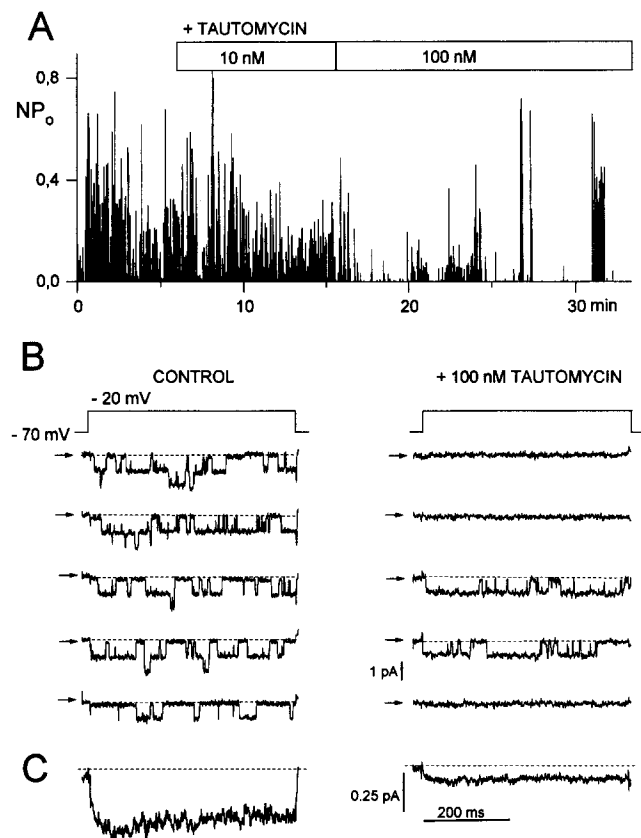 A
+ TAUTOMYCIN
10 nM 100 nM
0,8
NPo
0,4
0,0
0 10 20 30 min
B
CONTROL + 100 nM TAUTOMYCIN
- 20 mV
- 70 mV
1 pA
C
0.25 pA
200 ms